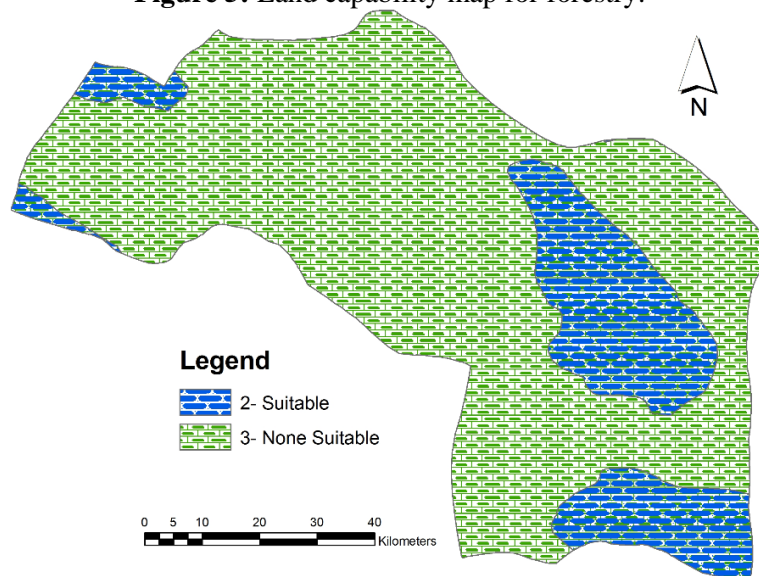 Figure 3: Land capability map for forestry.
N
Legend
2- Suitable
3- None Suitable
0 5 10 20 30 40
Kilometers